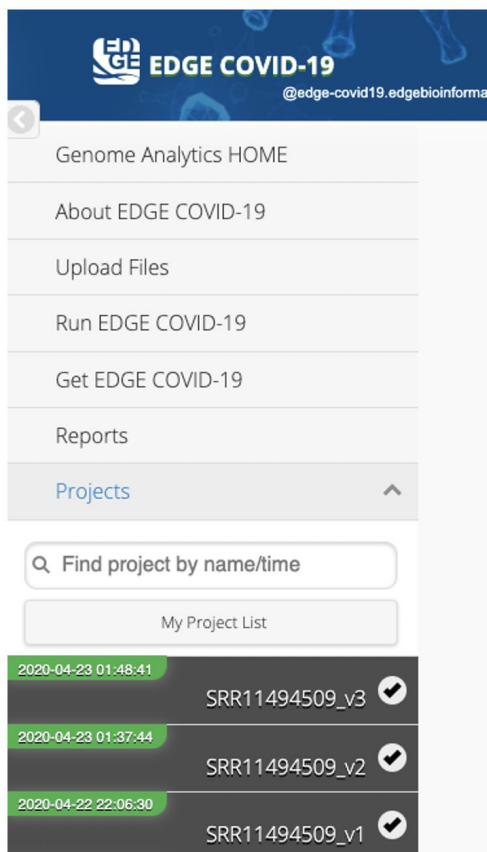 ED
GE
EDGE COVID-19
@edge-covid19.edgebioinforma
Genome Analytics HOME
About EDGE COVID-19
Upload Files
Run EDGE COVID-19
Get EDGE COVID-19
Reports
Projects
Find project by name/time
My Project List
2020-04-23 01:48:41
SRR11494509_v3
2020-04-23 01:37:44
SRR11494509_v2
2020-04-22 22:06:30
SRR11494509_v1